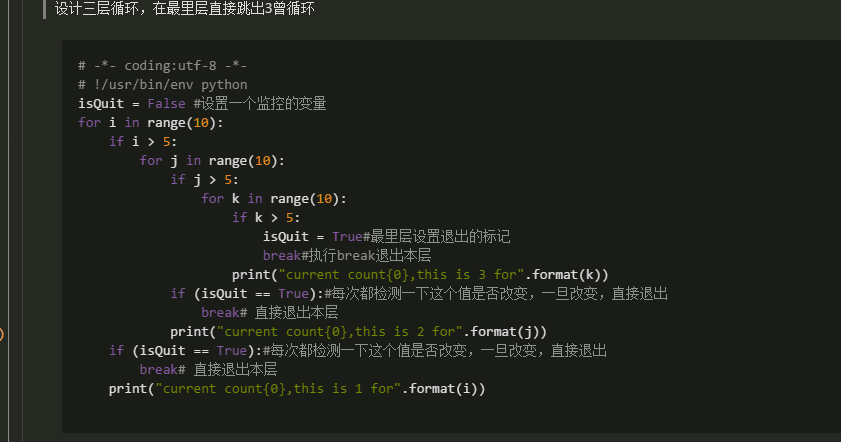 设计三层循环，在最里层直接跳出3曾循环
# -*- coding:utf-8 -*-
# !/usr/bin/env python
isQuit = False #设置一个监控的变量
for i in range(10):
    if i > 5:
        for j in range(10):
            if j > 5:
                for k in range(10):
                    if k > 5:
                        isQuit = True#最里层设置退出的标记
                        break#执行break退出本层
                    print("current count{0},this is 3 for".format(k))
            if (isQuit == True):#每次都检测一下这个值是否改变，一旦改变，直接退出
                break# 直接退出本层
            print("current count{0},this is 2 for".format(j))
    if (isQuit == True):#每次都检测一下这个值是否改变，一旦改变，直接退出
        break# 直接退出本层
    print("current count{0},this is 1 for".format(i))